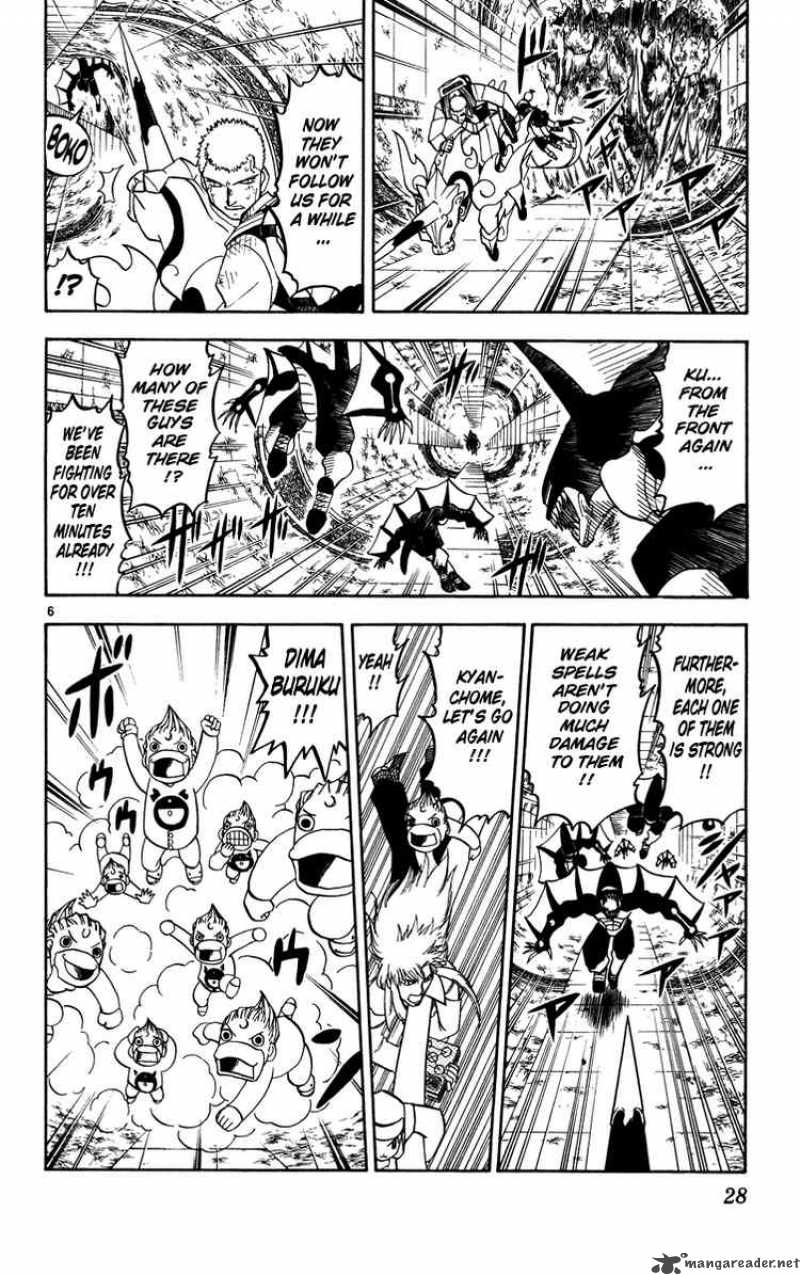 NOW
THEY
WON'T
FOLLOW
US FOR
A WHILE
...
BOKO
!?
KU...
FROM
THE
FRONT
AGAIN
...
HOW
MANY OF
THESE
GUYS
ARE
THERE
!?
WE'VE
BEEN
FIGHTING
FOR OVER
TEN
MINUTES
ALREADY
!!!
6
FURTHER-
MORE,
EACH ONE
OF THEM
IS STRONG
!!
WEAK
SPELLS
AREN'T
DOING
MUCH
DAMAGE
TO THEM
!!
KYAN-
CHOME,
LET'S GO
AGAIN
!!!
YEAH
!!
DIMA
BURUKU
!!!
28
mangareader.net